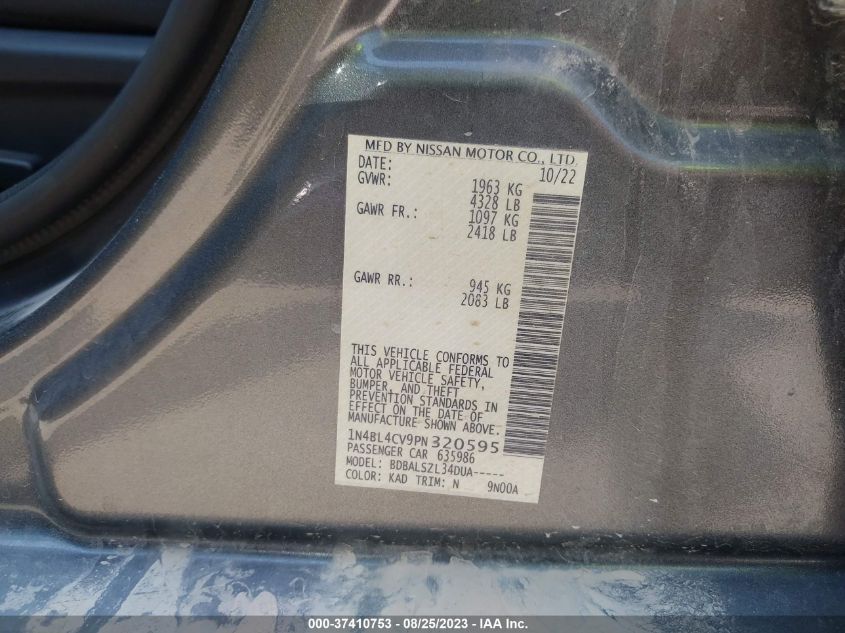 MFD BY NISSAN MOTOR CO., LTD.
DATE: 10/22
GVWR: 1963 KG
4328 LB
GAWR FR.: 1097 KG
2418 LB
GAWR RR.: 945 KG
2083 LB
THIS VEHICLE CONFORMS TO
ALL APPLICABLE FEDERAL
MOTOR VEHICLE SAFETY,
BUMPER, AND THEFT
PREVENTION STANDARDS IN
EFFECT ON THE DATE OF
MANUFACTURE SHOWN ABOVE.
1N4BL4CV9PN320595
PASSENGER CAR 635986
MODEL: BDBALSZL34DUA-----
COLOR: KAD TRIM: N 9N00A
000-37410753 - 08/25/2023 - IAA Inc.